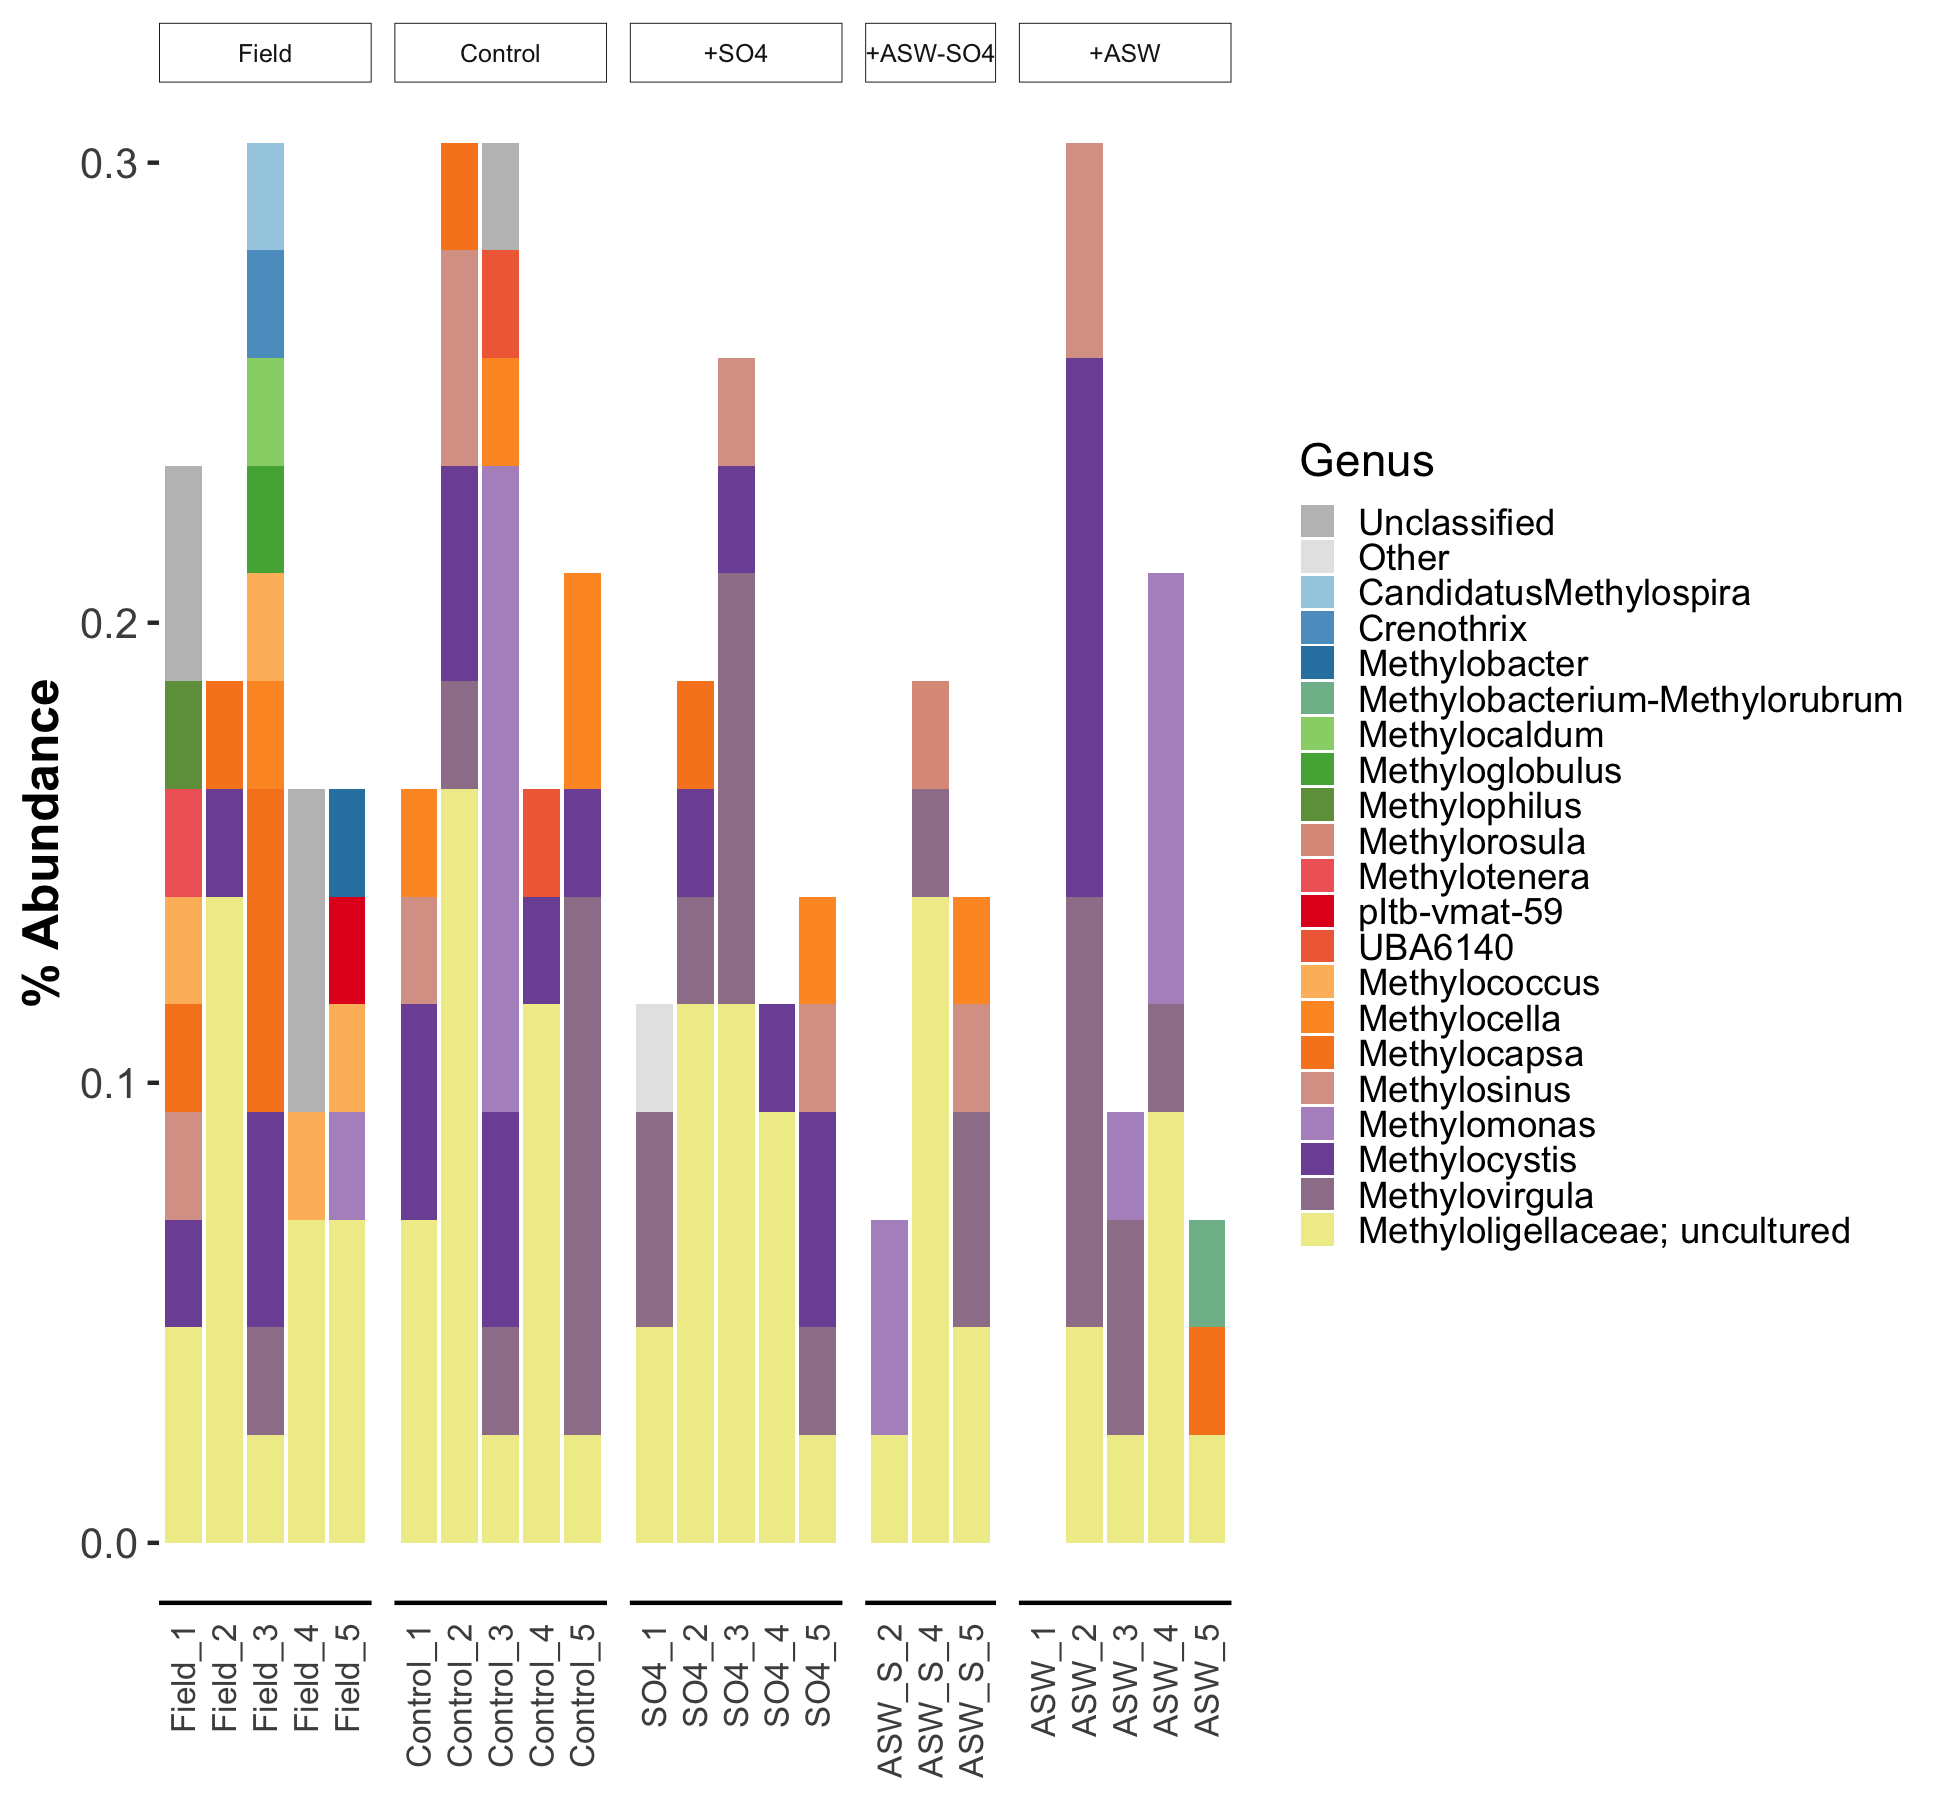 Field
Control
+SO4
+ASW-SO4
+ASW
% Abundance
0.3
0.2
0.1
0.0
Field_1
Field_2
Field_3
Field_4
Field_5
Control_1
Control_2
Control_3
Control_4
Control_5
SO4_1
SO4_2
SO4_3
SO4_4
SO4_5
ASW_S_2
ASW_S_4
ASW_S_5
ASW_1
ASW_2
ASW_3
ASW_4
ASW_5
Genus
Unclassified
Other
CandidatusMethylospira
Crenothrix
Methylobacter
Methylobacterium-Methylorubrum
Methylocaldum
Methyloglobulus
Methylophilus
Methylorosula
Methylotenera
pItb-vmat-59
UBA6140
Methylococcus
Methylocella
Methylocapsa
Methylosinus
Methylomonas
Methylocystis
Methylovirgula
Methyloligellaceae; uncultured